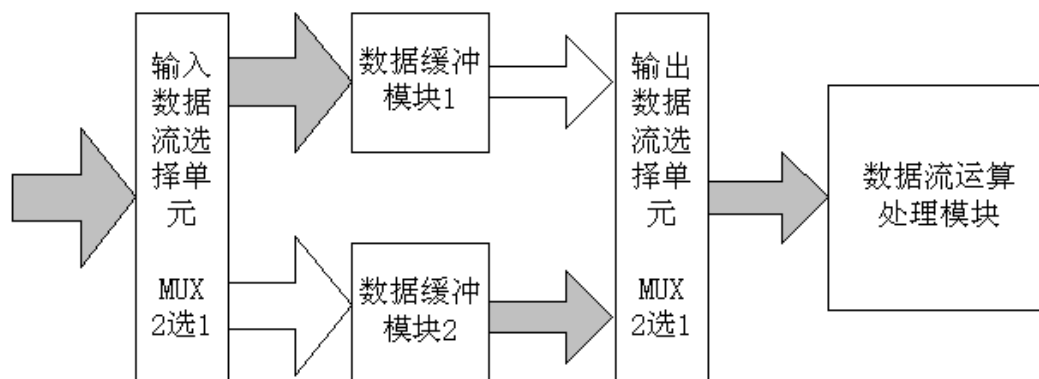 输入
数据
流选
择单
元
MUX
2选1
数据缓冲
模块1
数据缓冲
模块2
输出
数据
流选
择单
元
MUX
2选1
数据流运算
处理模块